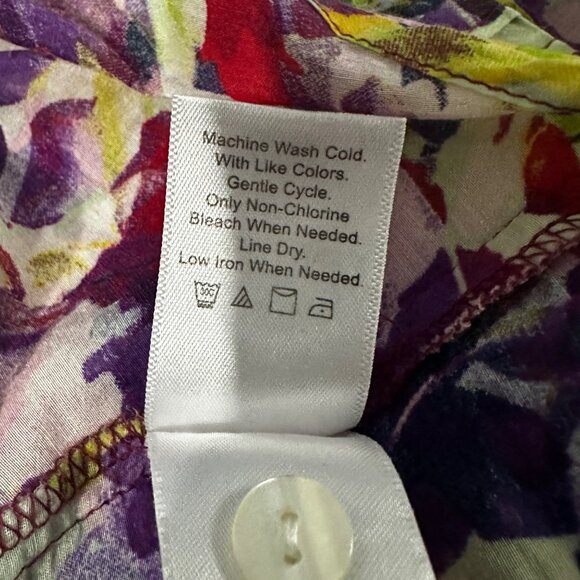 Machine Wash Cold.
With Like Colors.
Gentle Cycle.
Only Non-Chlorine
Bleach When Needed.
Line Dry.
Low Iron When Needed.